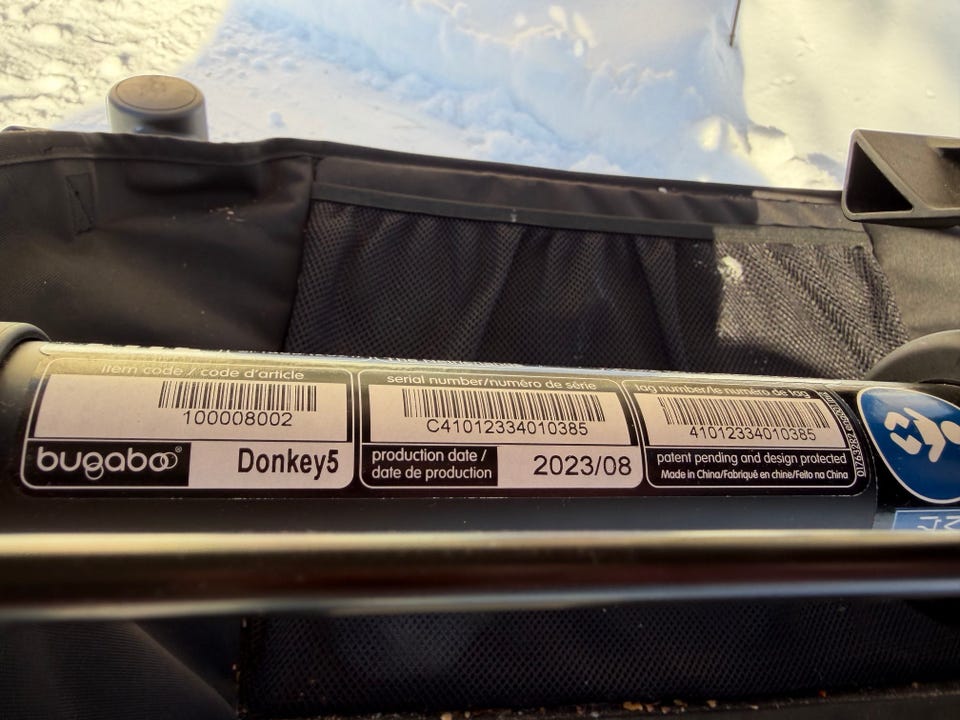 item code / code d'article
100008002
bugaboo
Donkey5
serial number/numéro de série
C41012334010385
production date /
date de production
2023/08
tag number/le numéro de tag
41012334010385
patent pending and design protected
Made in China/Fabriqué en chine/Feito na China